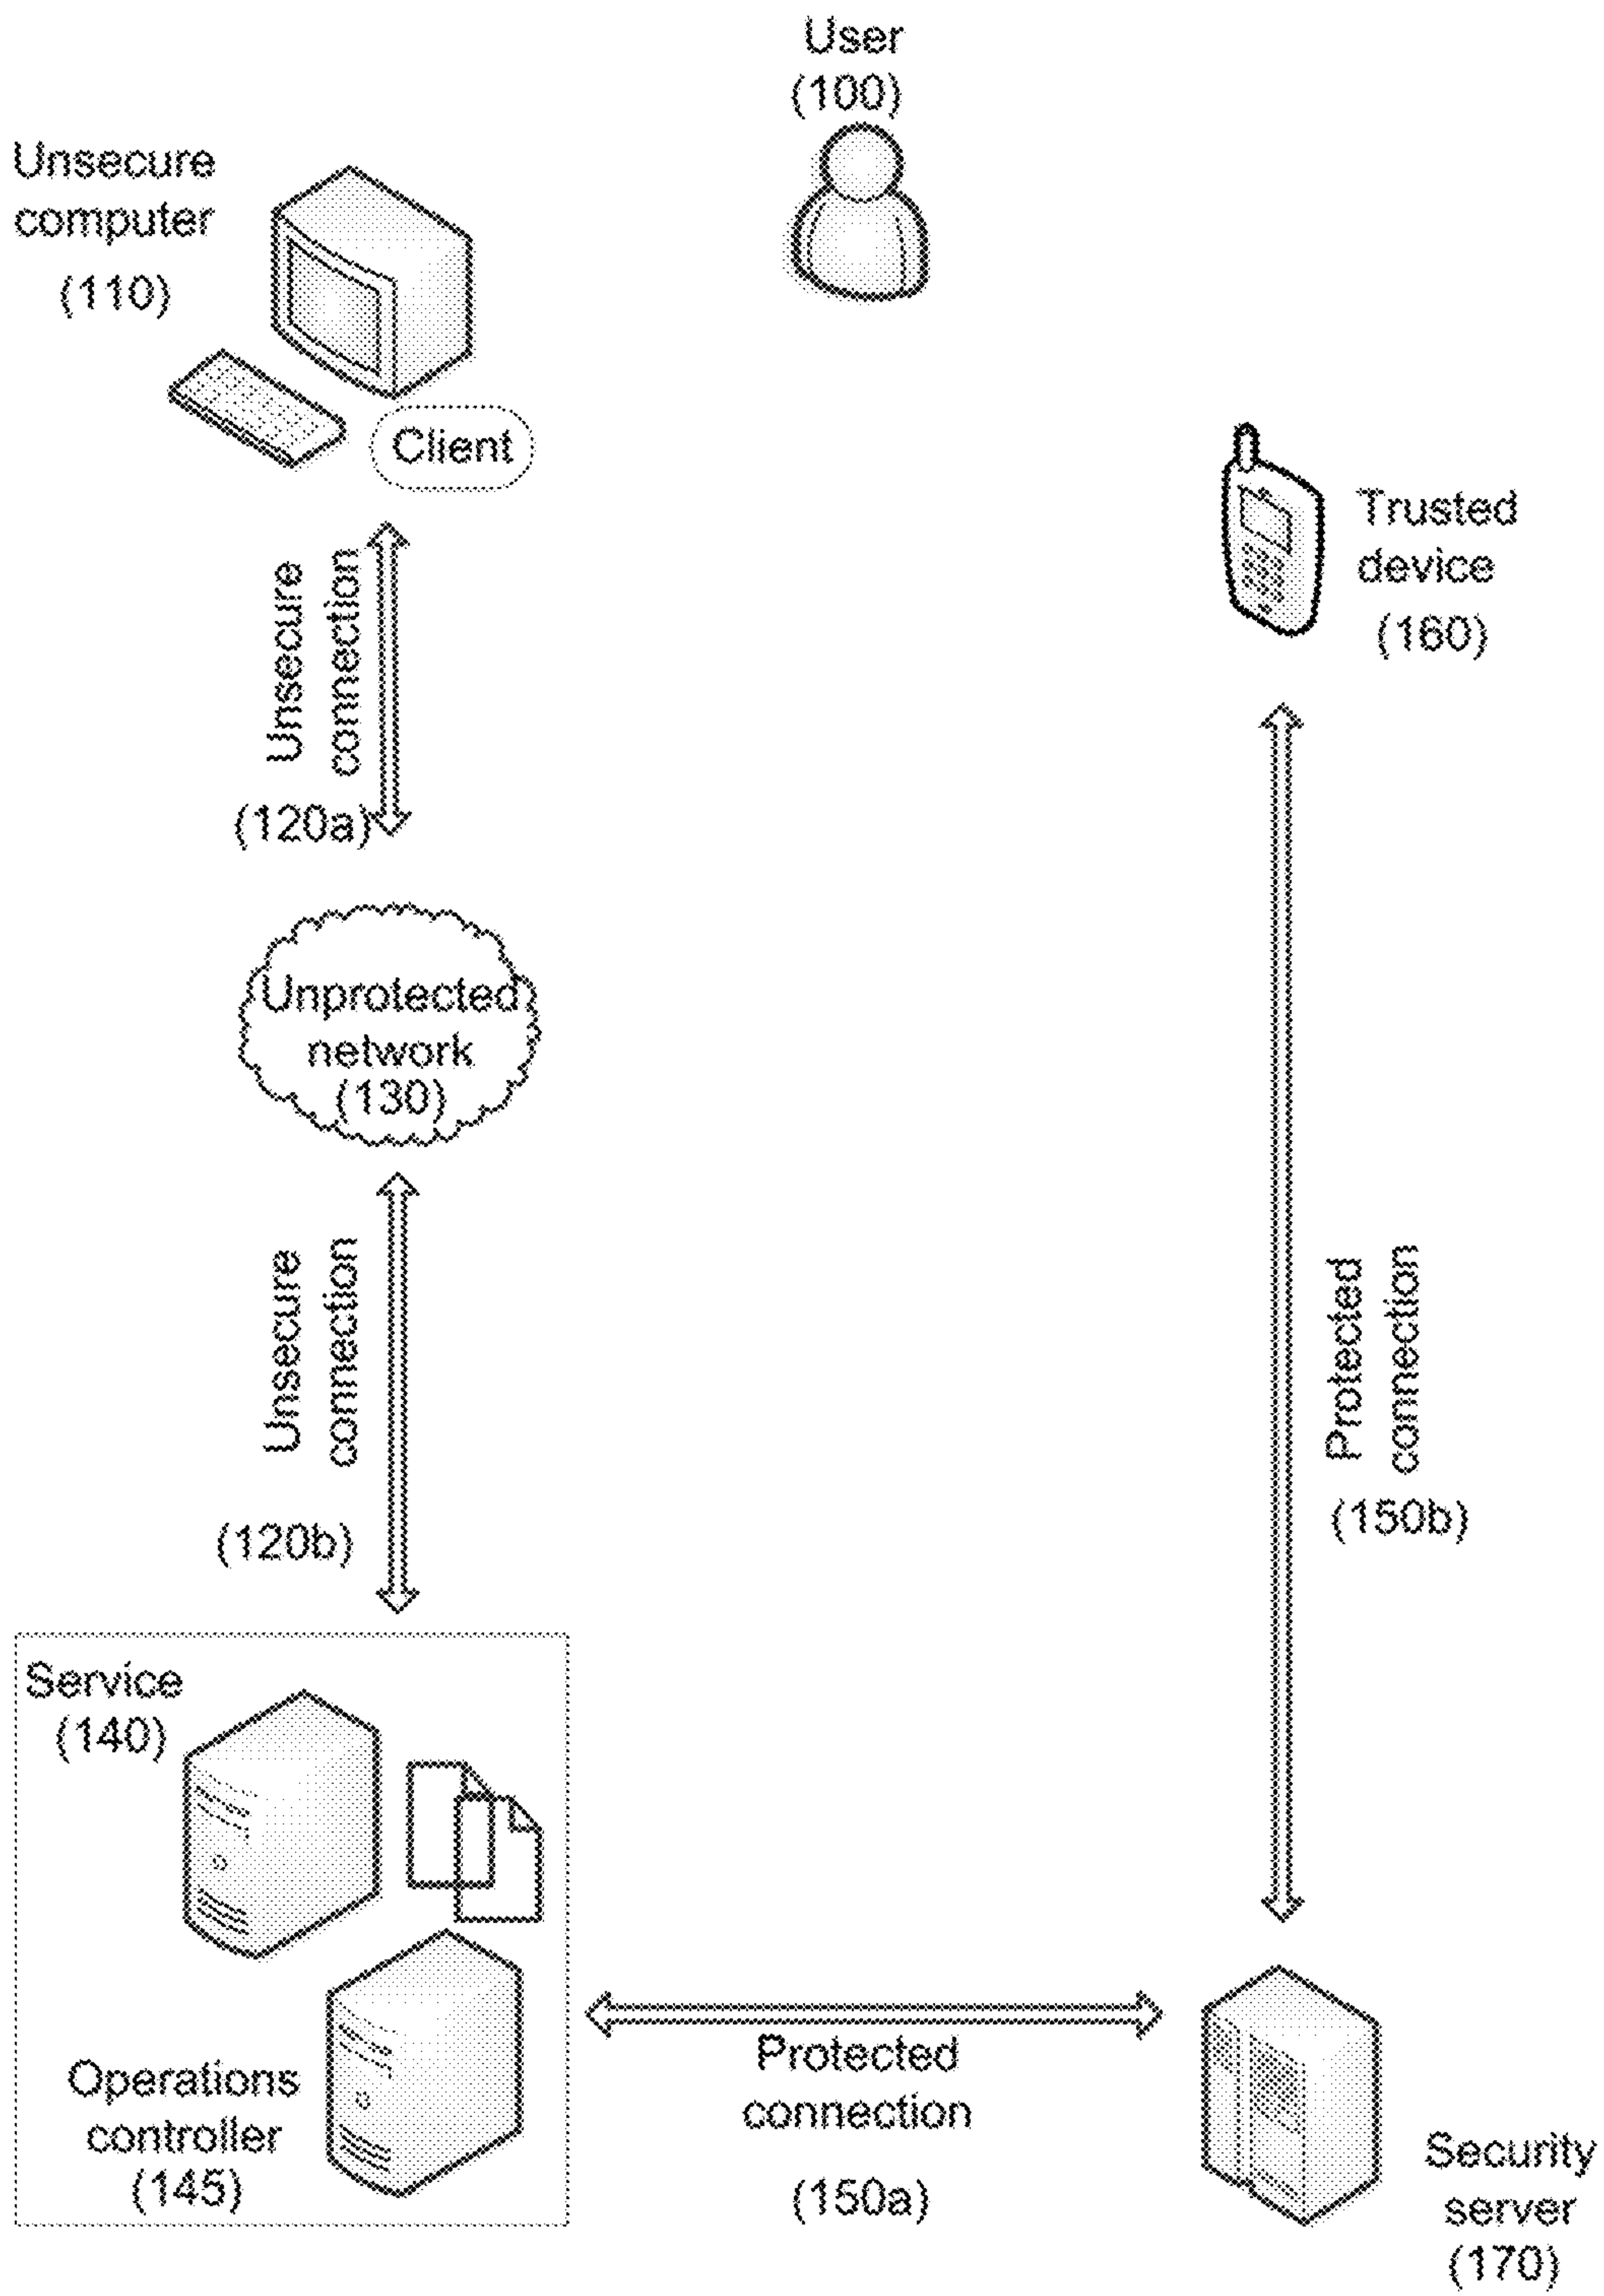 User
(100)
Unsecure
computer
(110)
Client
Trusted
device
(160)
Unsecure
connection
(120a)
Unprotected
network
(130)
Unsecure
connection
(120b)
Protected
connection
(150b)
Service
(140)
Operations
controller
(145)
Protected
connection
(150a)
Security
server
(170)